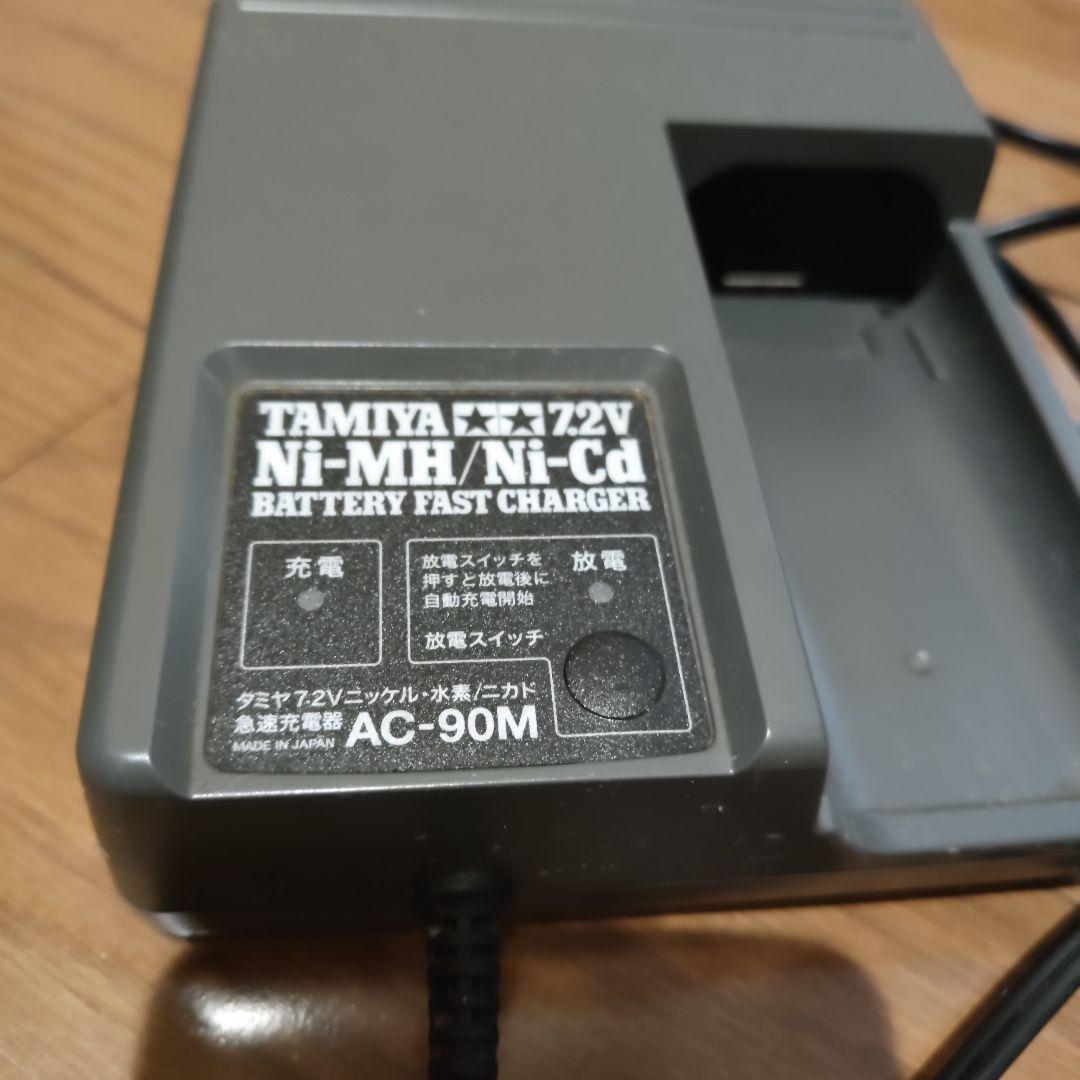 TAMIYA 7.2V
Ni-MH/Ni-Cd
BATTERY FAST CHARGER
充電
放電スイッチを
押すと放電後に
自動充電開始
放電
放電スイッチ
タミヤ7.2Vニッケル・水素/ニカド
急速充電器 AC-90M
MADE IN JAPAN